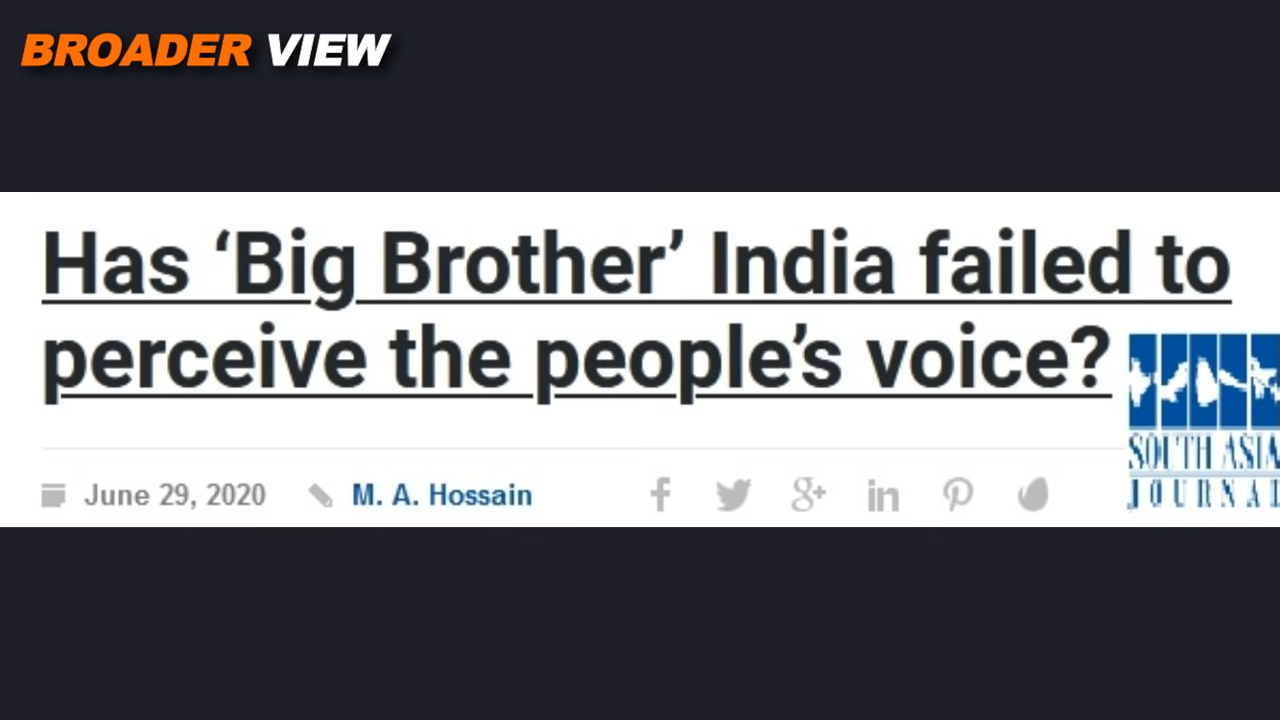 BROADER VIEW
Has ‘Big Brother’ India failed to
perceive the people’s voice?
June 29, 2020 M. A. Hossain
SOUTH ASIA
JOURNAL